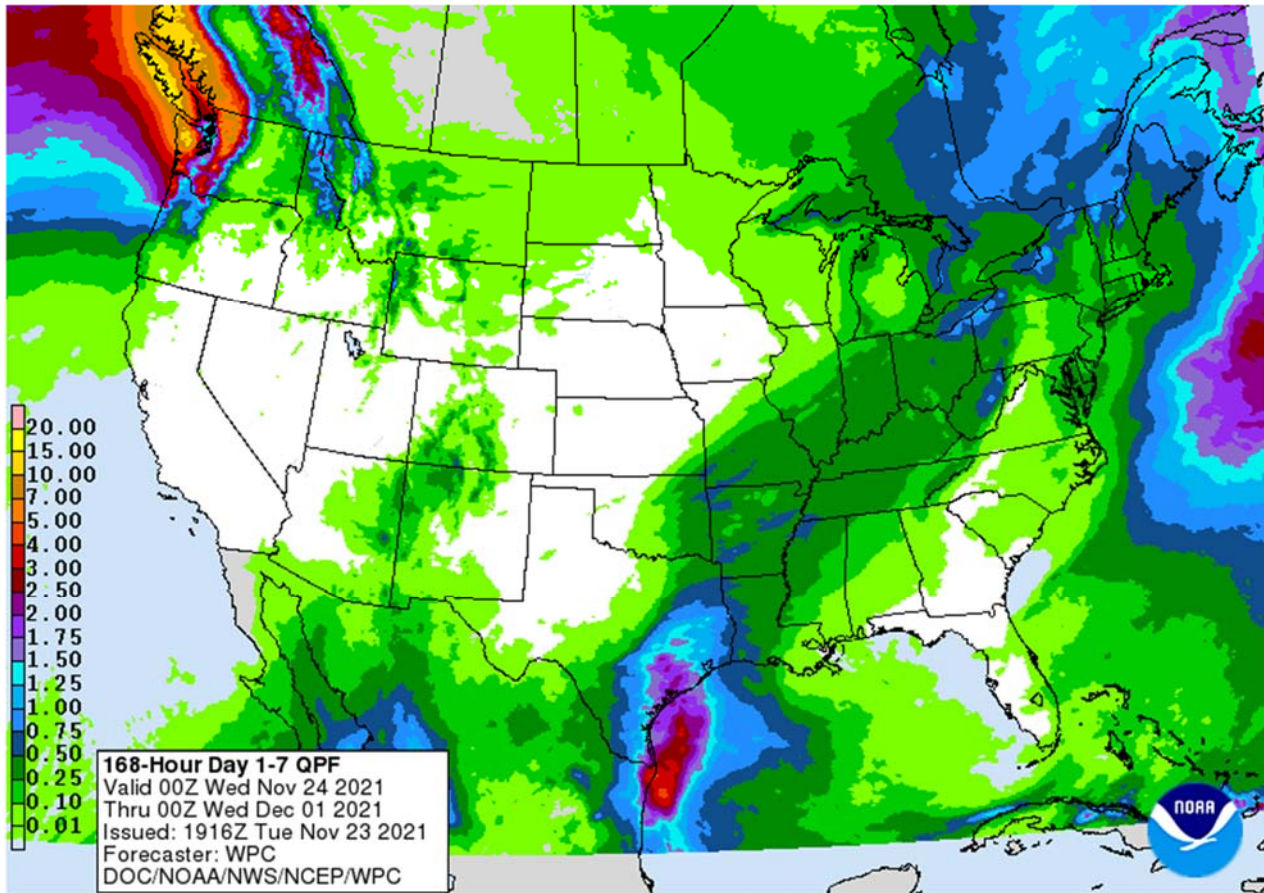 20.00
15.00
10.00
7.00
5.00
4.00
3.00
2.50
2.00
1.75
1.50
1.25
1.00
0.75
0.50
0.25
0.10
0.01
168-Hour Day 1-7 QPF
Valid 00Z Wed Nov 24 2021
Thru 00Z Wed Dec 01 2021
Issued: 1916Z Tue Nov 23 2021
Forecaster: WPC
DOC/NOAA/NWS/NCEP/WPC
NOAA